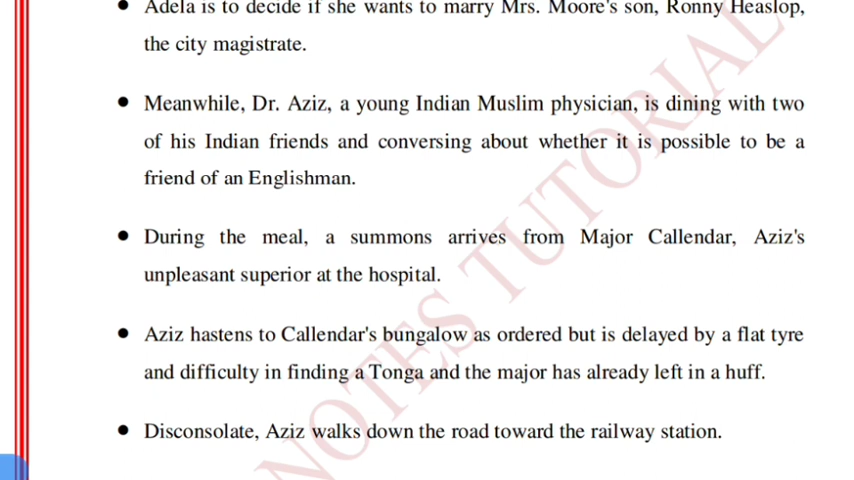 • Adela is to decide if she wants to marry Mrs. Moore's son, Ronny Heaslop,
the city magistrate.
• Meanwhile, Dr. Aziz, a young Indian Muslim physician, is dining with two
of his Indian friends and conversing about whether it is possible to be a
friend of an Englishman.
• During the meal, a summons arrives from Major Callendar, Aziz's
unpleasant superior at the hospital.
• Aziz hastens to Callendar's bungalow as ordered but is delayed by a flat tyre
and difficulty in finding a Tonga and the major has already left in a huff.
• Disconsolate, Aziz walks down the road toward the railway station.
NOTES TUTORIAL